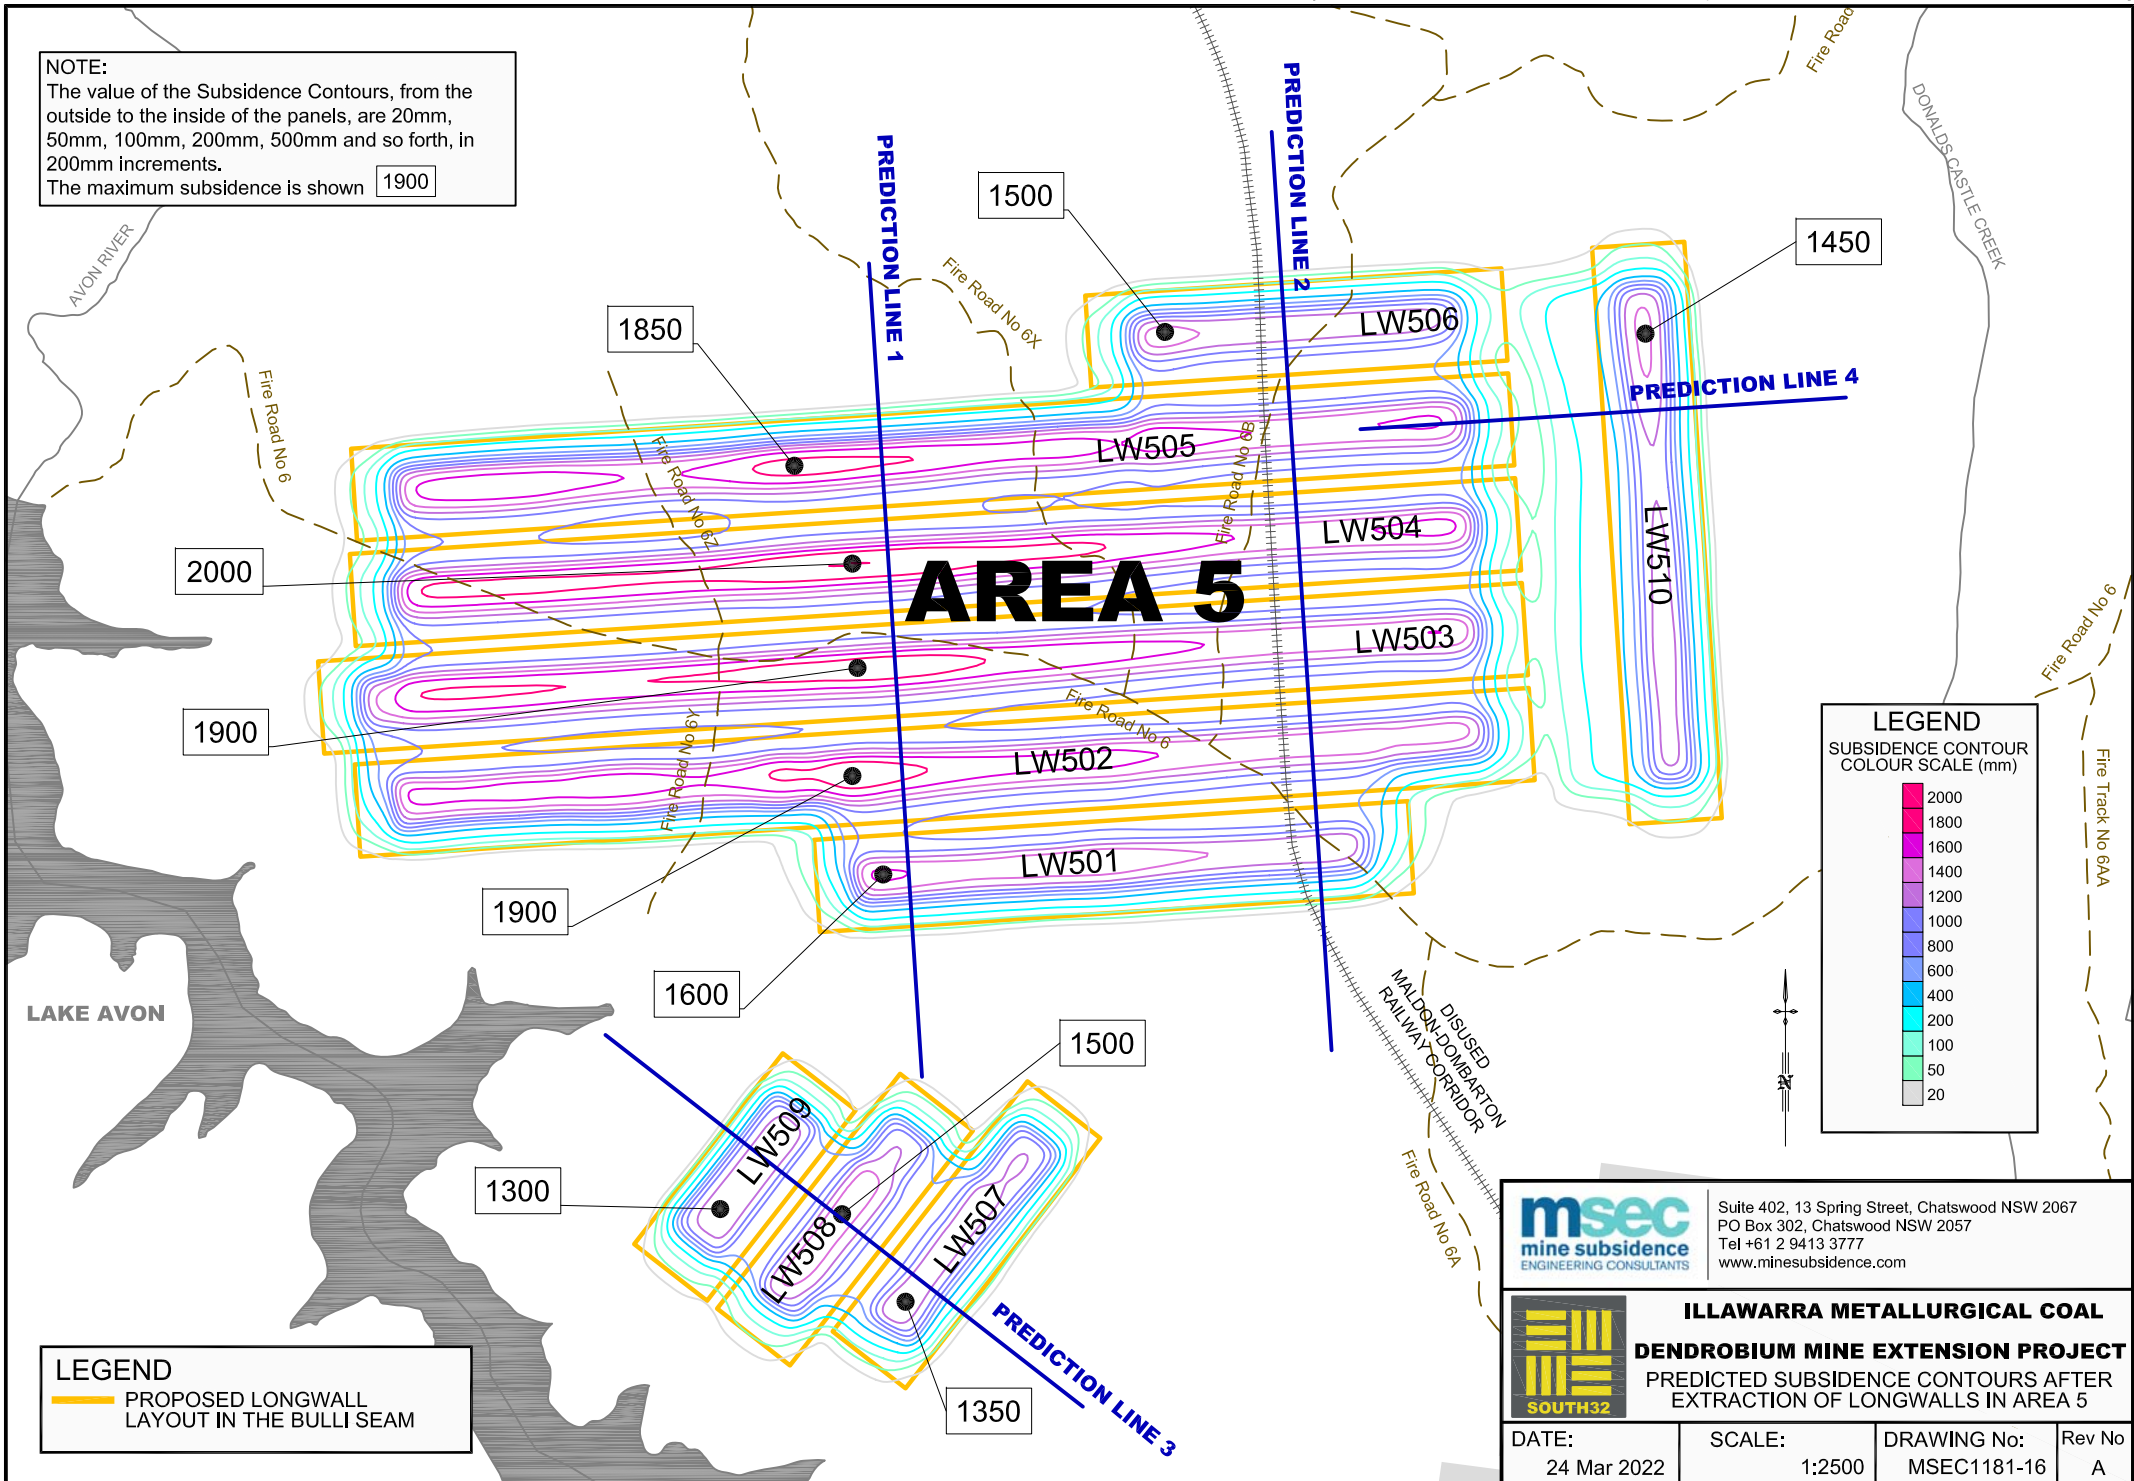 NOTE:
The value of the Subsidence Contours, from the
outside to the inside of the panels, are 20mm,
50mm, 100mm, 200mm, 500mm and so forth, in
200mm increments.
The maximum subsidence is shown 1900
AVON RIVER
Fire Road No 6
PREDICTION LINE 1
PREDICTION LINE 2
Fire Road
DONALDS CASTLE CREEK
1500
1450
Fire Road No 6X
1850
LW506
PREDICTION LINE 4
Fire Road No 6Z
LW505
Fire Road No 6B
LW504
LW510
2000
AREA 5
LW503
Fire Road No 6
1900
Fire Road No 6Y
Fire Road No 6
LW502
LW501
1900
1600
Fire Track No 6AA
LEGEND
SUBSIDENCE CONTOUR
COLOUR SCALE (mm)
2000
1800
1600
1400
1200
1000
800
600
400
200
100
50
20
LAKE AVON
DISUSED
MALDON-DOMBARTON
RAILWAY CORRIDOR
N
1500
LW509
1300
LW508
LW507
Fire Road No 6A
PREDICTION LINE 3
1350
LEGEND
PROPOSED LONGWALL
LAYOUT IN THE BULLI SEAM
msec
mine subsidence
ENGINEERING CONSULTANTS
Suite 402, 13 Spring Street, Chatswood NSW 2067
PO Box 302, Chatswood NSW 2057
Tel +61 2 9413 3777
www.minesubsidence.com
SOUTH32
ILLAWARRA METALLURGICAL COAL
DENDROBIUM MINE EXTENSION PROJECT
PREDICTED SUBSIDENCE CONTOURS AFTER
EXTRACTION OF LONGWALLS IN AREA 5
DATE:
24 Mar 2022
SCALE:
1:2500
DRAWING No:
MSEC1181-16
Rev No
A